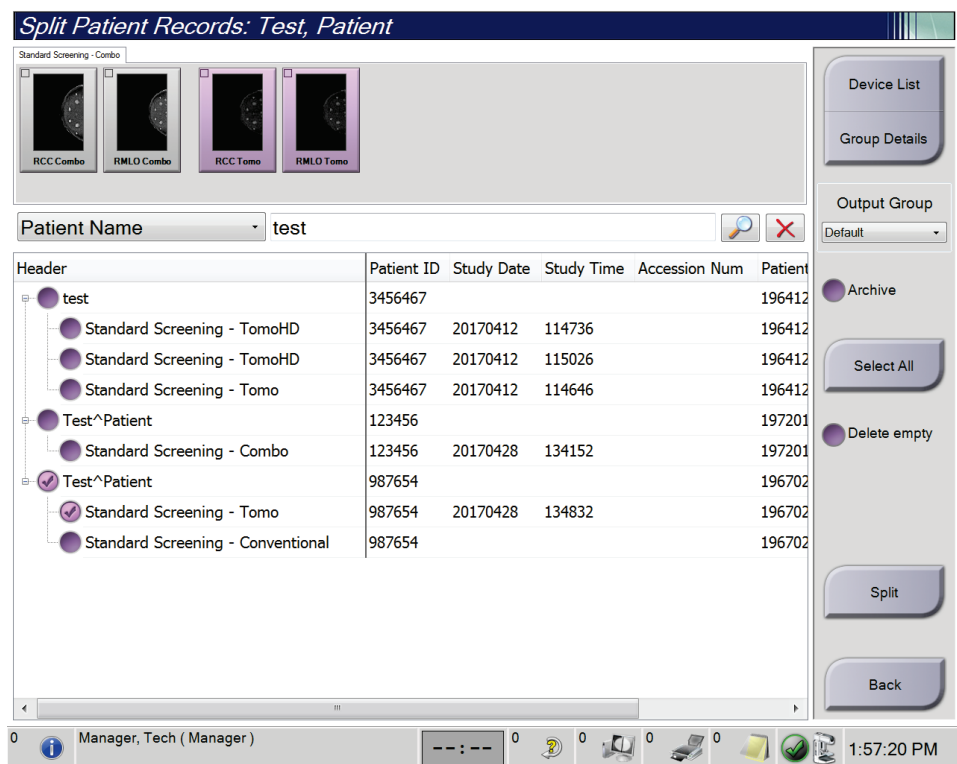 Split Patient Records: Test, Patient
Standard Screening - Combo
RCC Combo RMLO Combo RCC Tomo RMLO Tomo
Device List
Group Details
Output Group
Default
Patient Name test
Header Patient ID Study Date Study Time Accession Num Patient
test 3456467 196412
Standard Screening - TomoHD 3456467 20170412 114736 196412
Standard Screening - TomoHD 3456467 20170412 115026 196412
Standard Screening - Tomo 3456467 20170412 114646 196412
Test^Patient 123456 197201
Standard Screening - Combo 123456 20170428 134152 197201
Test^Patient 987654 196702
Standard Screening - Tomo 987654 20170428 134832 196702
Standard Screening - Conventional 987654 196702
Archive
Select All
Delete empty
Split
Back
0 Manager, Tech ( Manager ) --:-- 0 0 0 0 1:57:20 PM